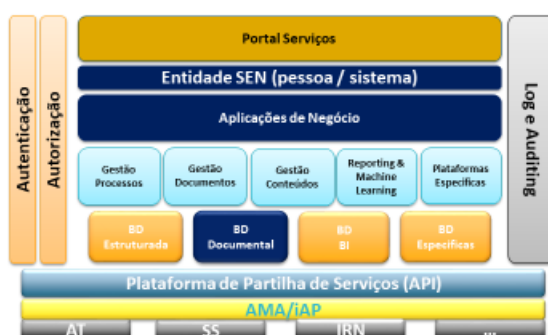 Portal Serviços
Entidade SEN (pessoa / sistema)
Aplicações de Negócio
Autenticação
Autorização
Log e Auditing
Gestão
Processos
Gestão
Documentos
Gestão
Conteúdos
Reporting &
Machine
Learning
Plataformas
Específicas
BD
Estruturada
BD
Documental
BD
BI
BD
Específicas
Plataforma de Partilha de Serviços (API)
AMA/iAP
AT
SS
IRN
...